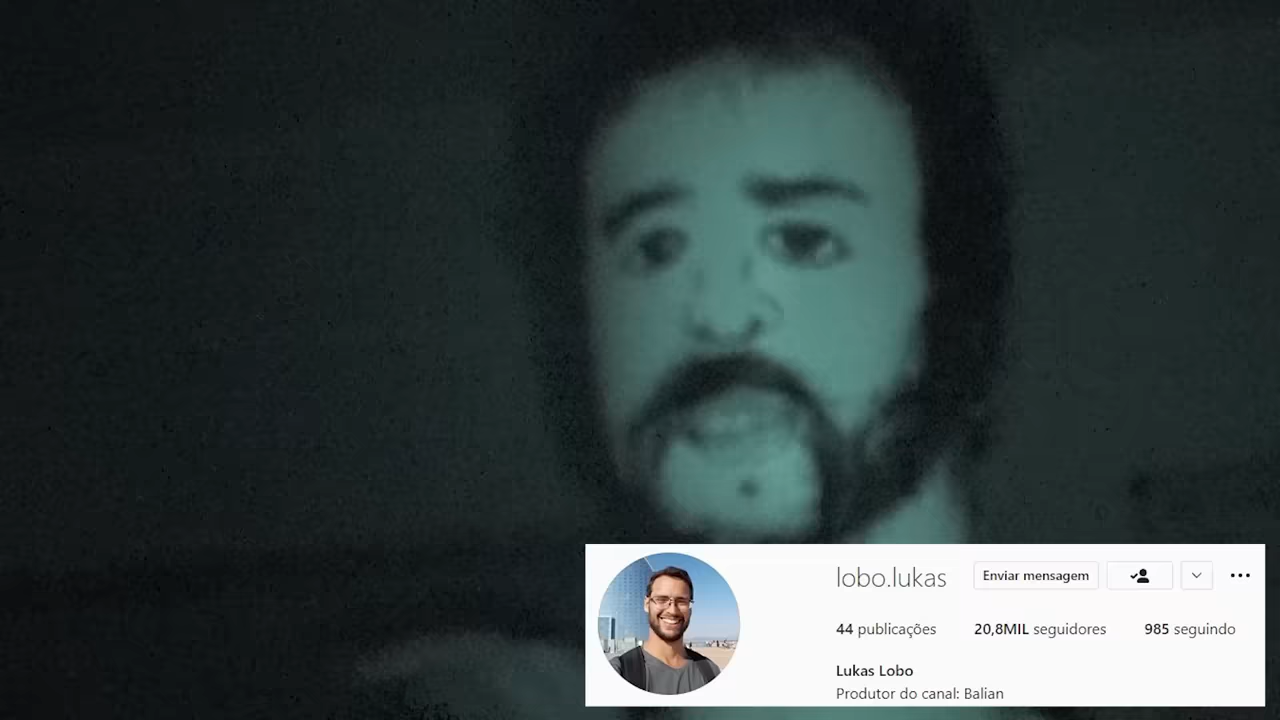 lobo.lukas Enviar mensagem
44 publicações 20,8MIL seguidores 985 seguindo
Lukas Lobo
Produtor do canal: Balian